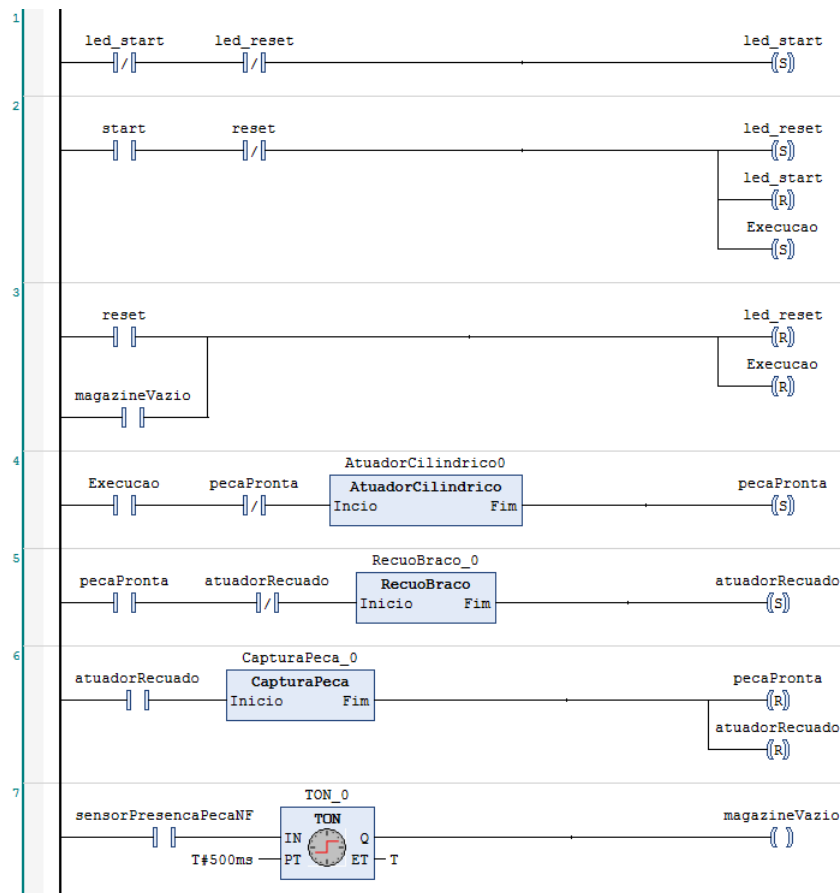 1
led_start led_reset led_start
/ / S
2
start reset led_reset
/ S
led_start
R
Execucao
S
3
reset led_reset
R
Execucao
R
magazineVazio
4
AtuadorCilindrico0
Execucao pecaPronta AtuadorCilindrico pecaPronta
/ Incio Fim S
5
RecuoBraco_0
pecaPronta atuadorRecuado RecuoBraco atuadorRecuado
/ Inicio Fim S
6
CapturaPeca_0
atuadorRecuado CapturaPeca pecaPronta
Inicio Fim R
atuadorRecuado
R
7
TON_0
sensorPresencaPecaNF TON magazineVazio
IN Q
T#500ms PT ET T